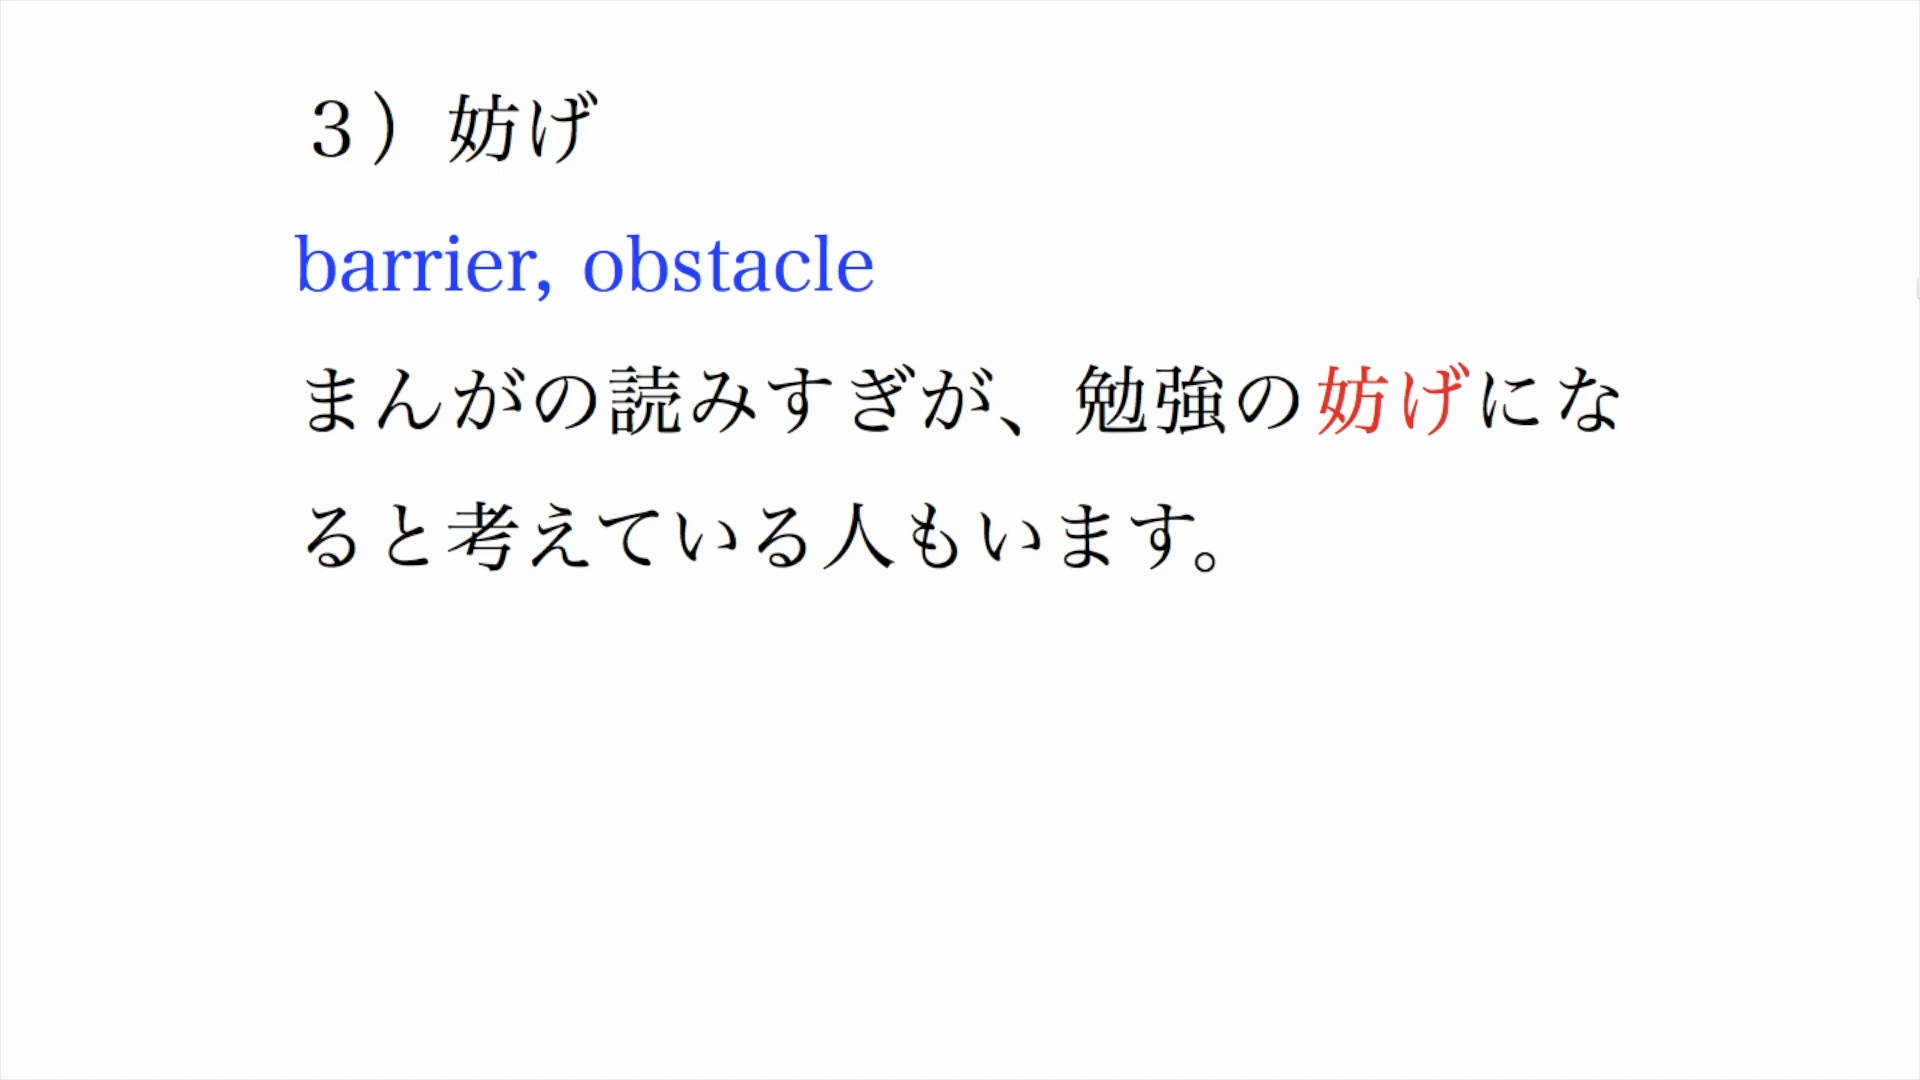 ３）妨げ
barrier, obstacle
まんがの読みすぎが、勉強の妨げにな
ると考えている人もいます。